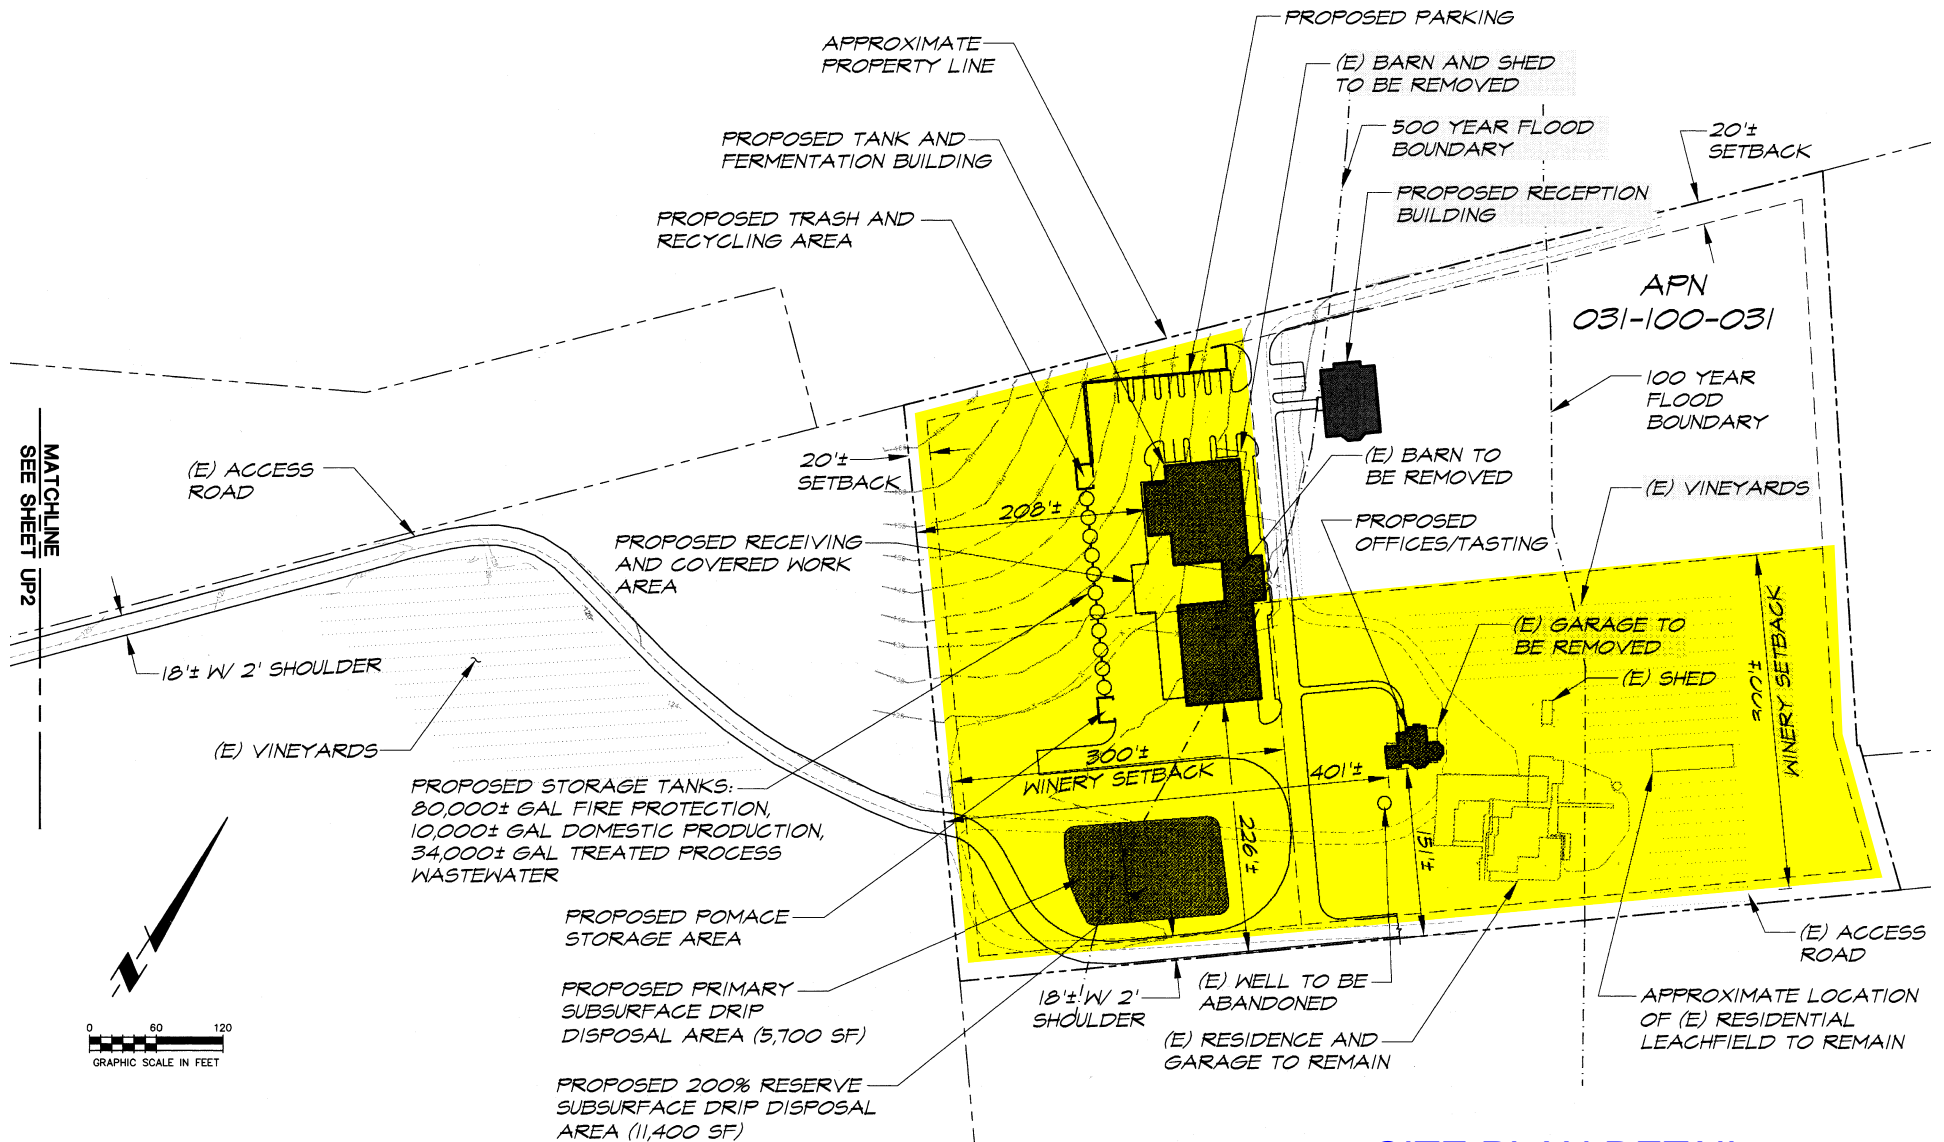 PROPOSED PARKING
APPROXIMATE
PROPERTY LINE
(E) BARN AND SHED
TO BE REMOVED
PROPOSED TANK AND
FERMENTATION BUILDING
500 YEAR FLOOD
BOUNDARY
20'±
SETBACK
PROPOSED RECEPTION
BUILDING
PROPOSED TRASH AND
RECYCLING AREA
APN
031-100-031
100 YEAR
FLOOD
BOUNDARY
MATCHLINE
SEE SHEET UP2
(E) ACCESS
ROAD
20'±
SETBACK
(E) BARN TO
BE REMOVED
(E) VINEYARDS
208'±
PROPOSED
OFFICES/TASTING
PROPOSED RECEIVING
AND COVERED WORK
AREA
(E) GARAGE TO
BE REMOVED
18'± W/ 2' SHOULDER
(E) SHED
300'±
WINERY SETBACK
(E) VINEYARDS
300'±
WINERY SETBACK
401'±
PROPOSED STORAGE TANKS:
80,000± GAL FIRE PROTECTION,
10,000± GAL DOMESTIC PRODUCTION,
34,000± GAL TREATED PROCESS
WASTEWATER
226'±
151'±
PROPOSED POMACE
STORAGE AREA
(E) ACCESS
ROAD
PROPOSED PRIMARY
SUBSURFACE DRIP
DISPOSAL AREA (5,700 SF)
18'± W/ 2'
SHOULDER
(E) WELL TO BE
ABANDONED
APPROXIMATE LOCATION
OF (E) RESIDENTIAL
LEACHFIELD TO REMAIN
(E) RESIDENCE AND
GARAGE TO REMAIN
0 60 120
GRAPHIC SCALE IN FEET
PROPOSED 200% RESERVE
SUBSURFACE DRIP DISPOSAL
AREA (11,400 SF)